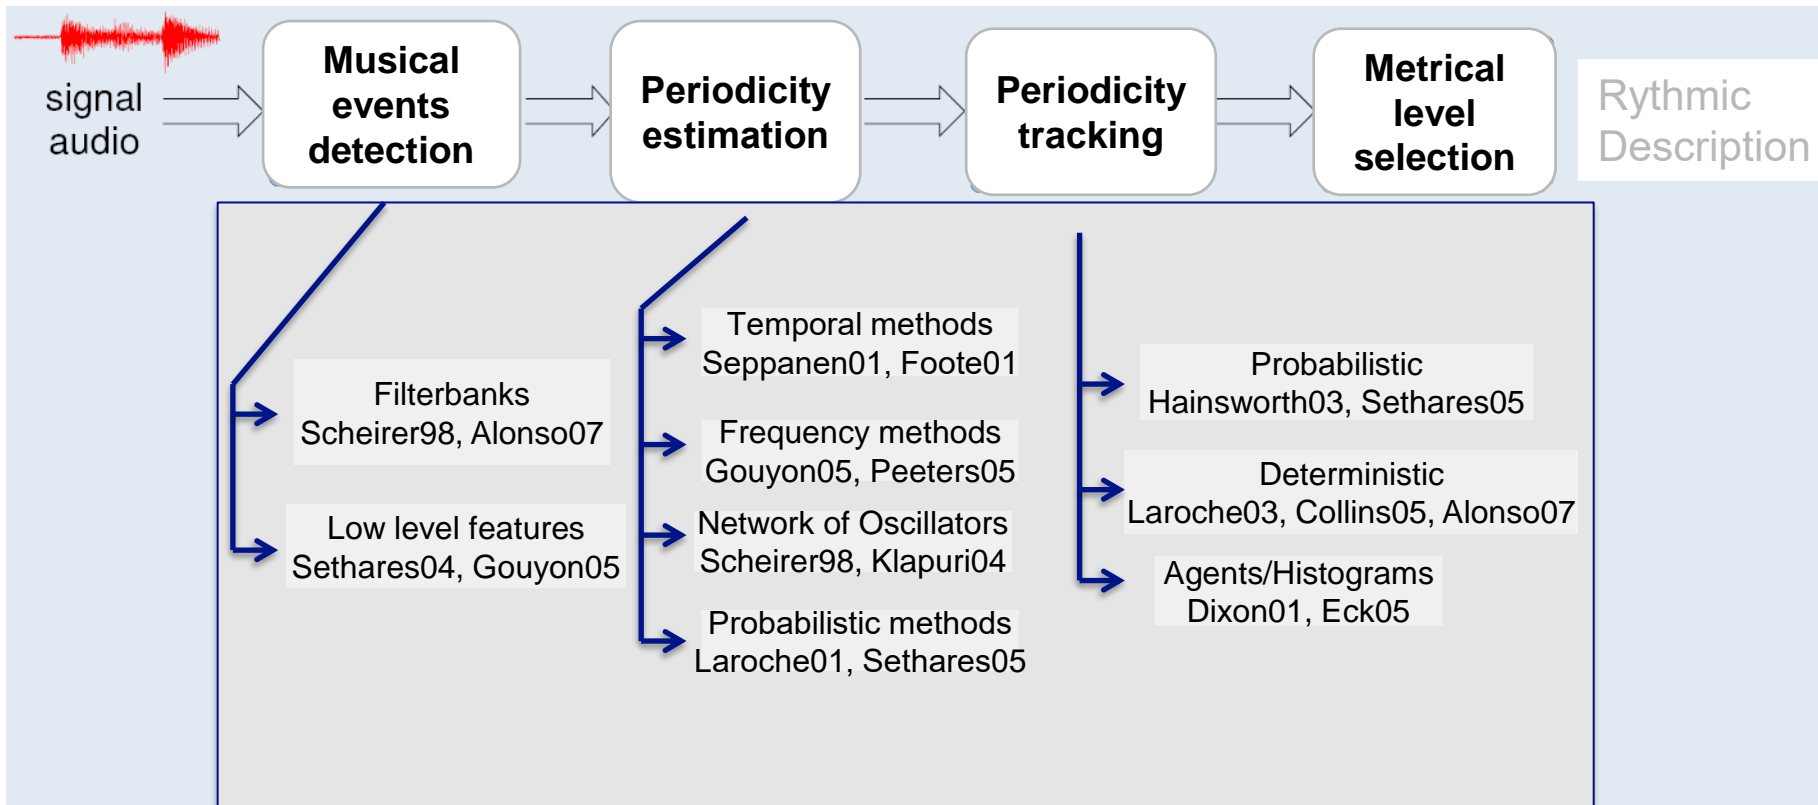 signal
audio
Musical
events
detection
Periodicity
estimation
Periodicity
tracking
Metrical
level
selection
Rythmic
Description
Filterbanks
Scheirer98, Alonso07
Low level features
Sethares04, Gouyon05
Temporal methods
Seppanen01, Foote01
Frequency methods
Gouyon05, Peeters05
Network of Oscillators
Scheirer98, Klapuri04
Probabilistic methods
Laroche01, Sethares05
Probabilistic
Hainsworth03, Sethares05
Deterministic
Laroche03, Collins05, Alonso07
Agents/Histograms
Dixon01, Eck05